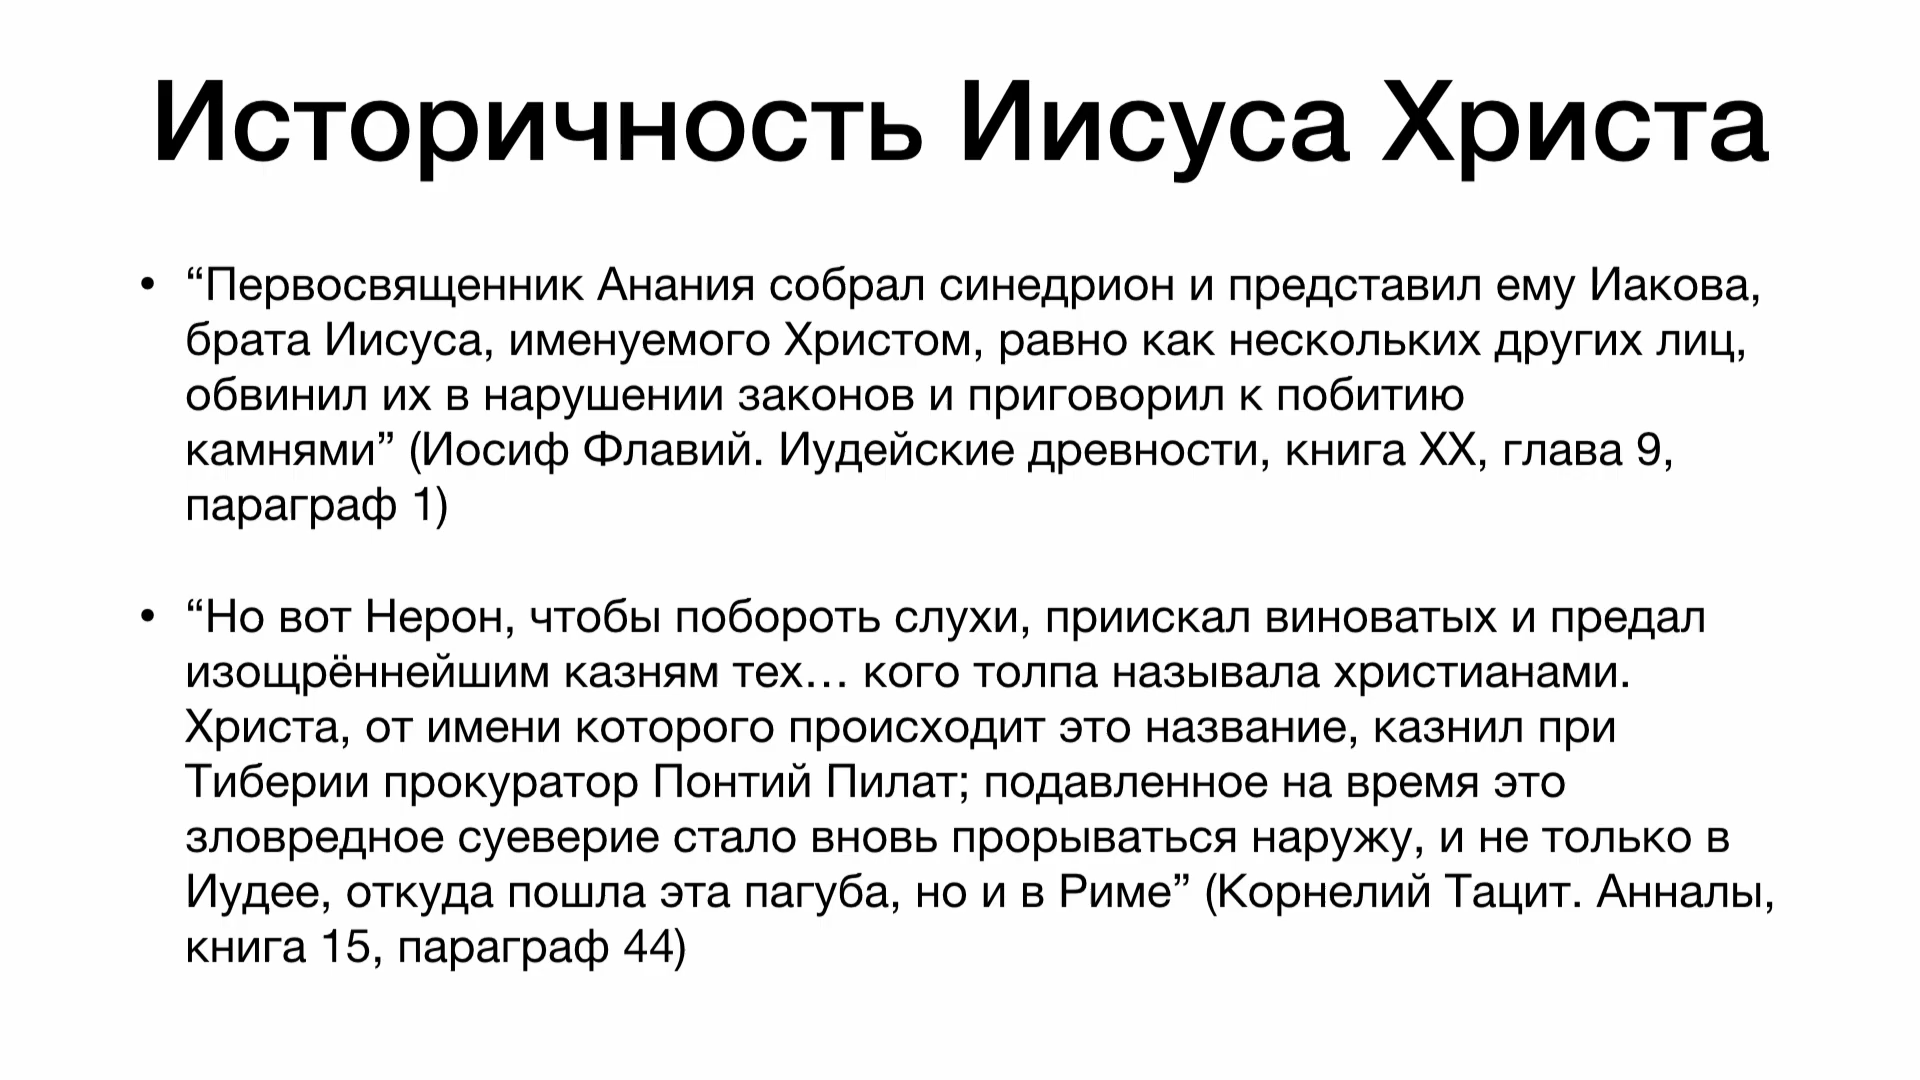 Историчность Иисуса Христа
• “Первосвященник Анания собрал синедрион и представил ему Иакова,
брата Иисуса, именуемого Христом, равно как нескольких других лиц,
обвинил их в нарушении законов и приговорил к побитию
камнями” (Иосиф Флавий. Иудейские древности, книга XX, глава 9,
параграф 1)
• “Но вот Нерон, чтобы побороть слухи, приискал виноватых и предал
изощрённейшим казням тех… кого толпа называла христианами.
Христа, от имени которого происходит это название, казнил при
Тиберии прокуратор Понтий Пилат; подавленное на время это
зловредное суеверие стало вновь прорываться наружу, и не только в
Иудее, откуда пошла эта пагуба, но и в Риме” (Корнелий Тацит. Анналы,
книга 15, параграф 44)